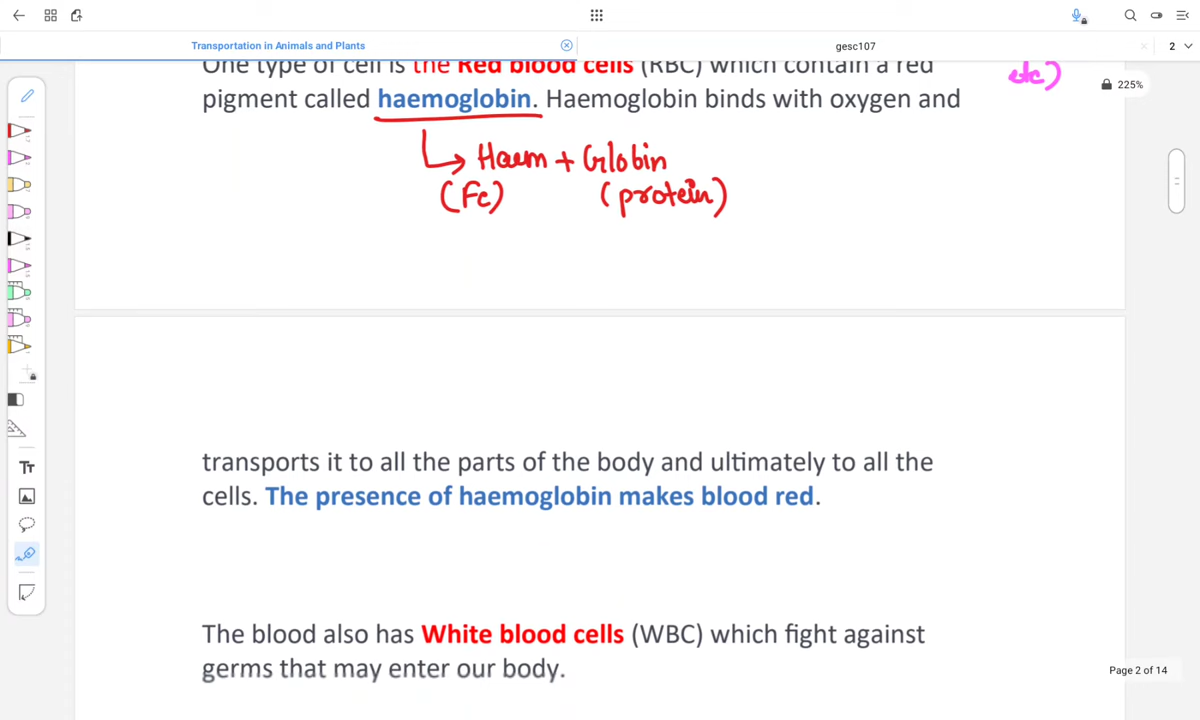 Transportation in Animals and Plants
gesc107
2
225%
One type of cell is the Red blood cells (RBC) which contain a red
etc)
pigment called haemoglobin. Haemoglobin binds with oxygen and
Haem + Globin
(Fe) (protein)
transports it to all the parts of the body and ultimately to all the
cells. The presence of haemoglobin makes blood red.
The blood also has White blood cells (WBC) which fight against
germs that may enter our body.
Page 2 of 14
TT